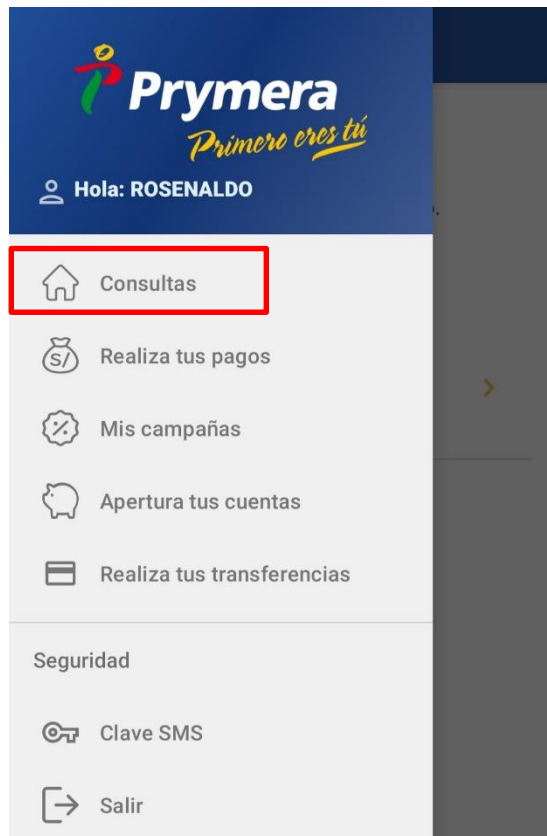 Prymera
Primero eres tú
Hola: ROSENALDO
Consultas
S/ Realiza tus pagos
Mis campañas
Apertura tus cuentas
Realiza tus transferencias
Seguridad
Clave SMS
Salir